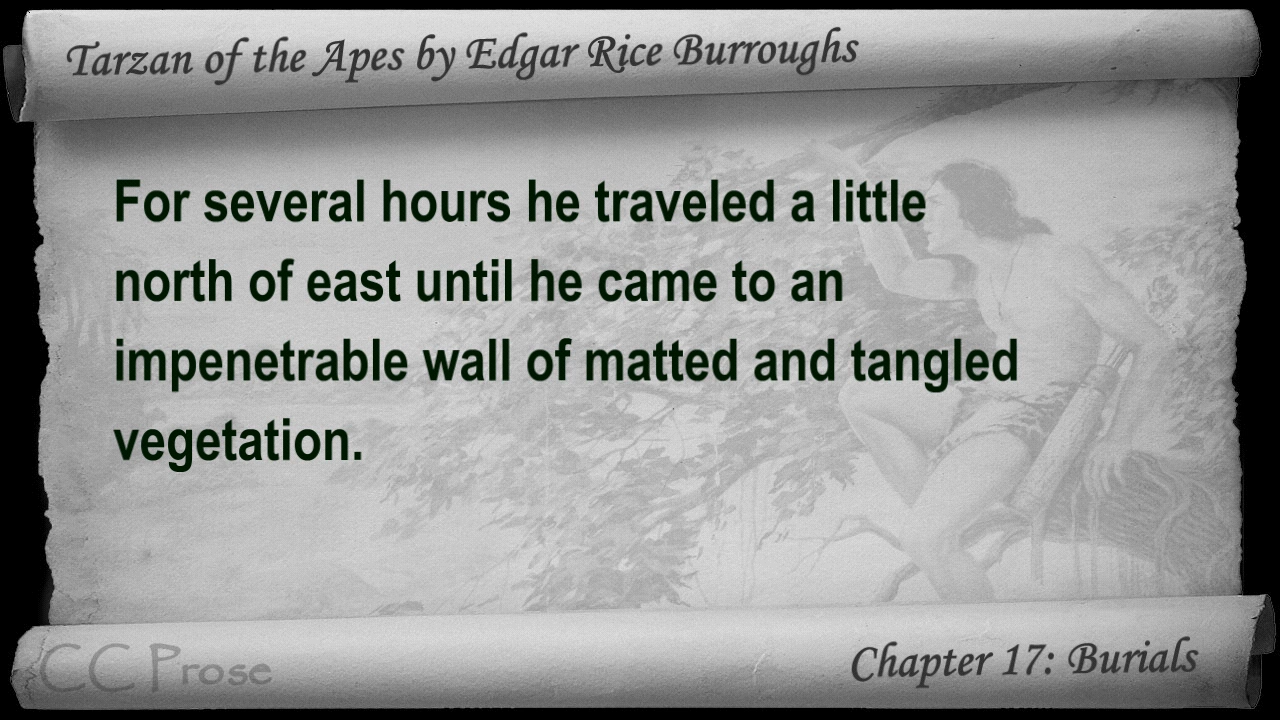 Tarzan of the Apes by Edgar Rice Burroughs
For several hours he traveled a little
north of east until he came to an
impenetrable wall of matted and tangled
vegetation.
CC Prose
Chapter 17: Burials